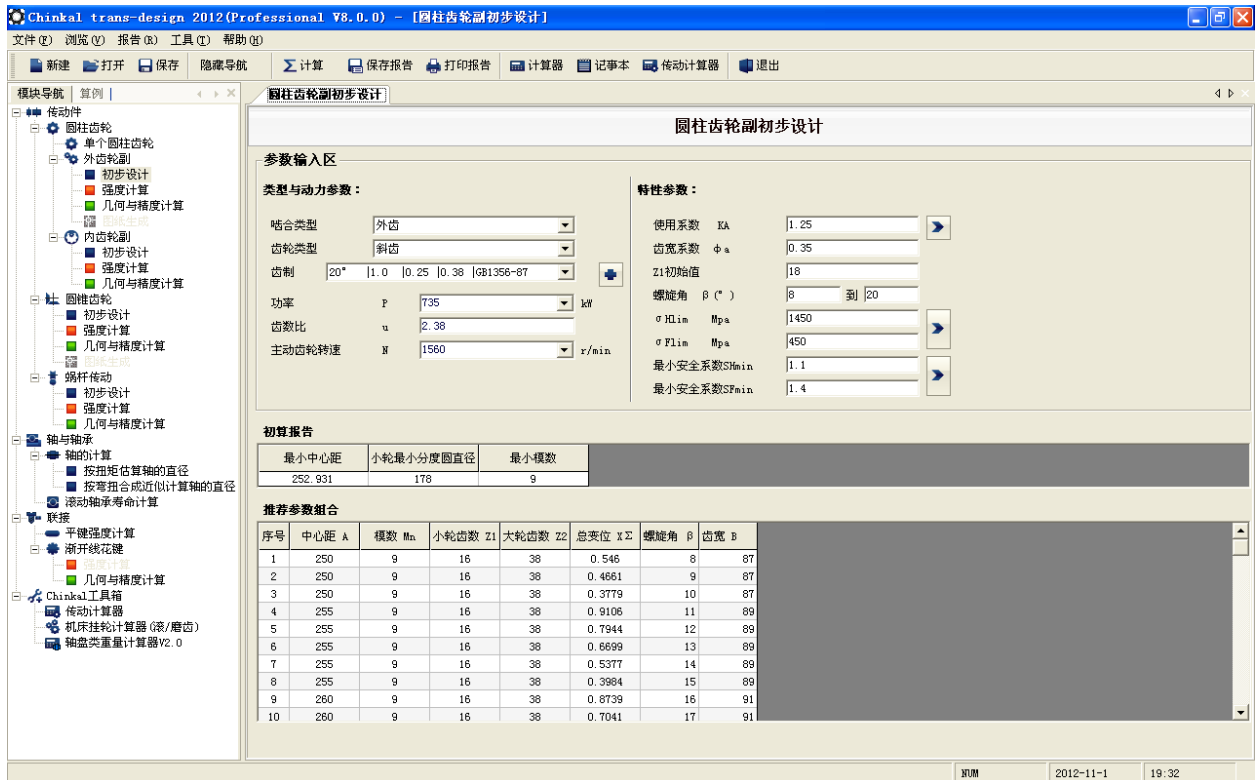 Chinkal trans-design 2012(Professional V8.0.0) - [圆柱齿轮副初步设计]
文件(F) 浏览(V) 报告(R) 工具(T) 帮助(H)
新建 打开 保存 隐藏导航 计算 保存报告 打印报告 计算器 记事本 传动计算器 退出
模块导航 算例
传动件
圆柱齿轮
单个圆柱齿轮
外齿轮副
初步设计
强度计算
几何与精度计算
图纸生成
内齿轮副
初步设计
强度计算
几何与精度计算
圆锥齿轮
初步设计
强度计算
几何与精度计算
图纸生成
蜗杆传动
初步设计
强度计算
几何与精度计算
轴与轴承
轴的计算
按扭矩估算轴的直径
按弯扭合成近似计算轴的直径
滚动轴承寿命计算
联接
平键强度计算
渐开线花键
强度计算
几何与精度计算
Chinkal工具箱
传动计算器
机床挂轮计算器(滚/磨齿)
轴盘类重量计算器V2.0
圆柱齿轮副初步设计
圆柱齿轮副初步设计
参数输入区
类型与动力参数：
啮合类型 外齿
齿轮类型 斜齿
齿制 20° |1.0 |0.25 |0.38 |GB1356-87
功率 P 735 kW
齿数比 u 2.38
主动齿轮转速 N 1560 r/min
特性参数：
使用系数 KA 1.25
齿宽系数 Φa 0.35
Z1初始值 18
螺旋角 β(°) 8 到 20
σHlim Mpa 1450
σFlim Mpa 450
最小安全系数SHmin 1.1
最小安全系数SFmin 1.4
初算报告
最小中心距 小轮最小分度圆直径 最小模数
252.931 178 9
推荐参数组合
序号 中心距 A 模数 Mn 小轮齿数 Z1 大轮齿数 Z2 总变位 XΣ 螺旋角 β 齿宽 B
1 250 9 16 38 0.546 8 87
2 250 9 16 38 0.4661 9 87
3 250 9 16 38 0.3779 10 87
4 255 9 16 38 0.9106 11 89
5 255 9 16 38 0.7944 12 89
6 255 9 16 38 0.6699 13 89
7 255 9 16 38 0.5377 14 89
8 255 9 16 38 0.3984 15 89
9 260 9 16 38 0.8739 16 91
10 260 9 16 38 0.7041 17 91
NUM 2012-11-1 19:32